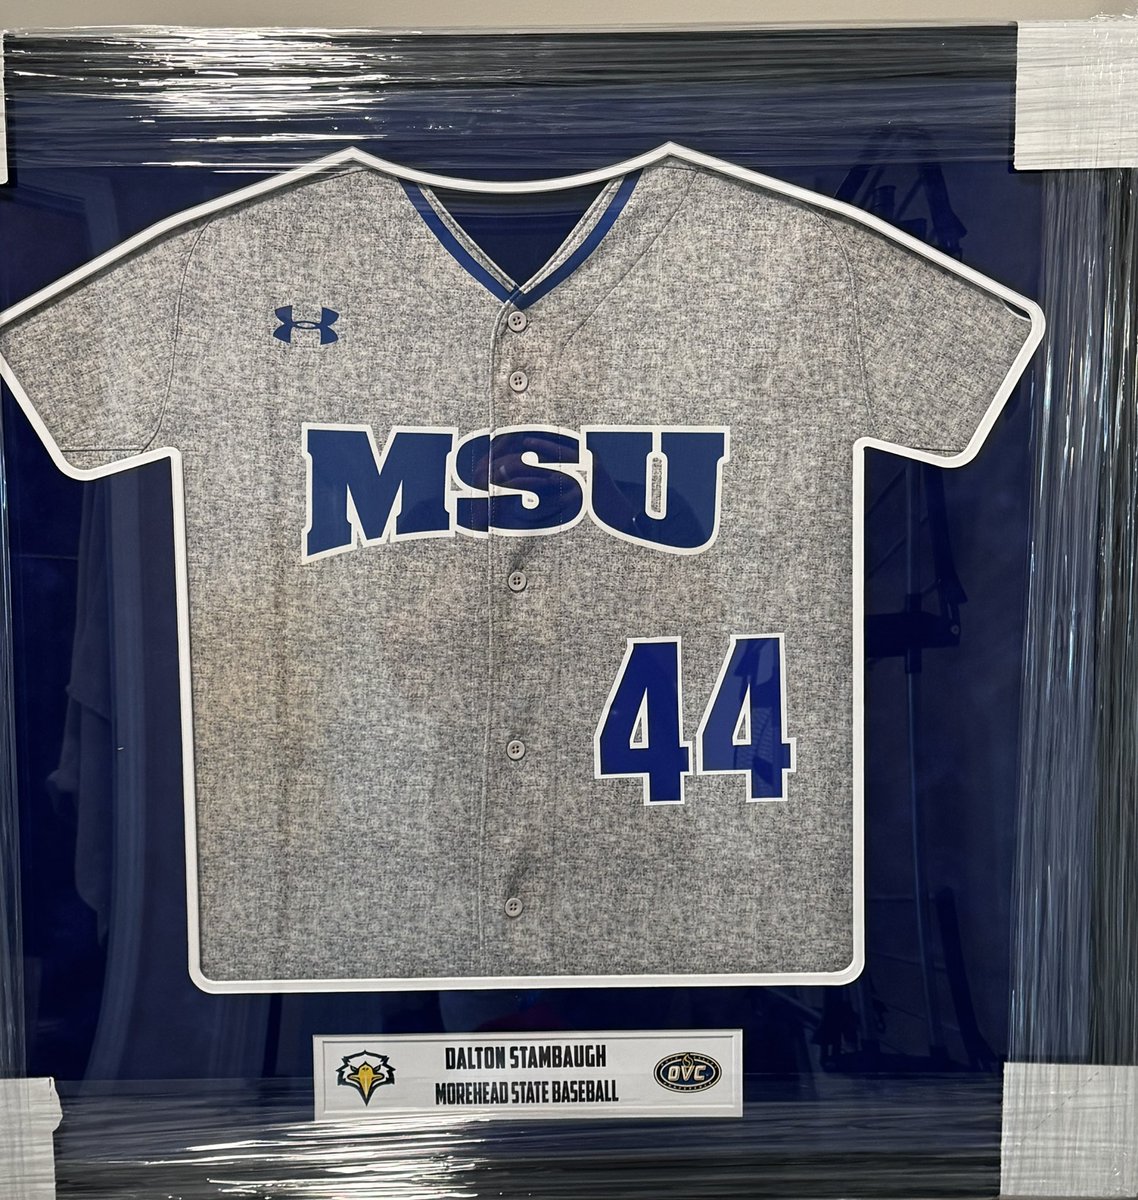 MSU
44
DALTON STAMBAUGH
MOREHEAD STATE BASEBALL
OVC